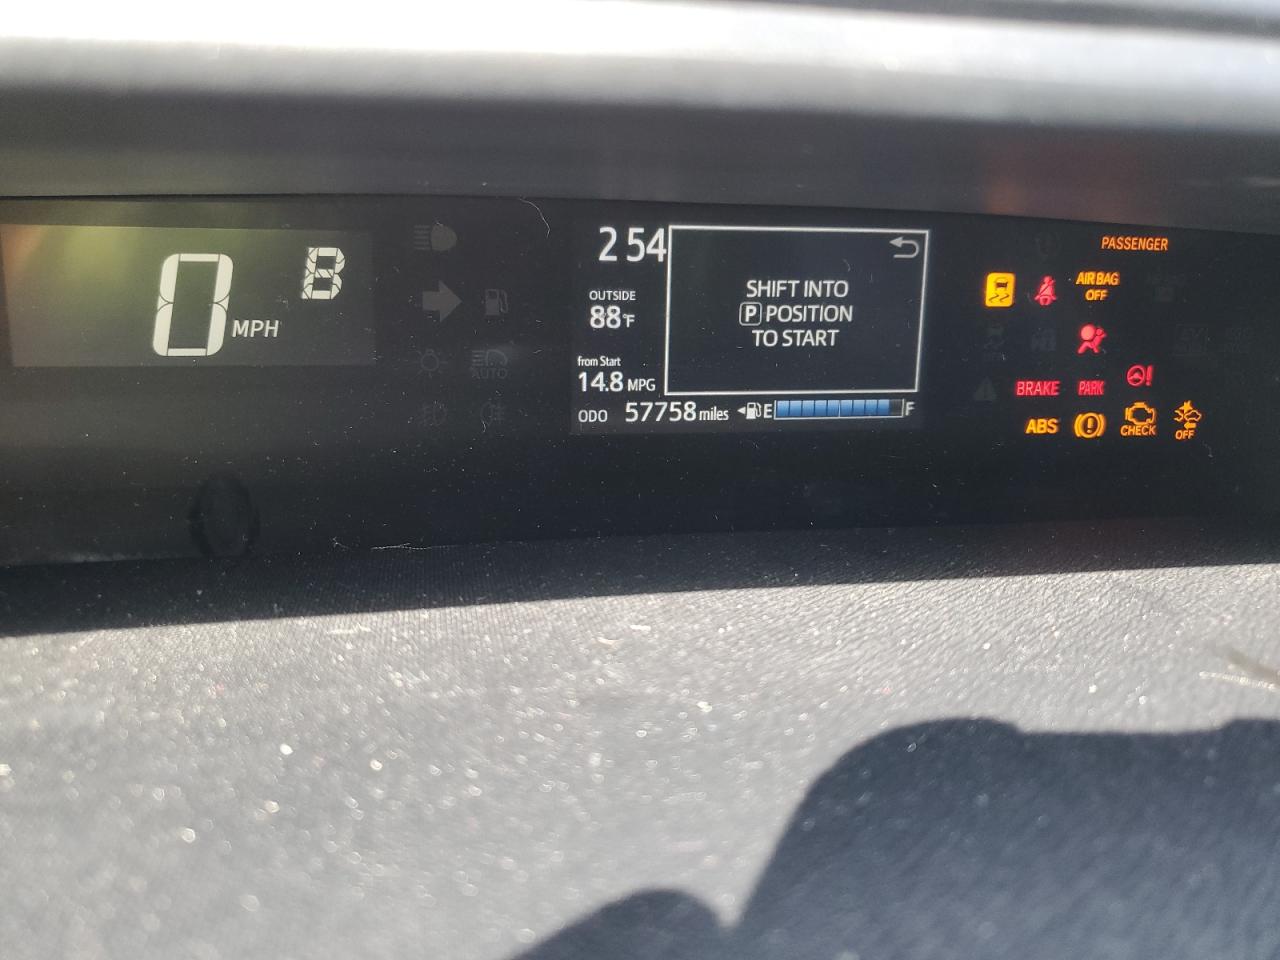 0 MPH
B
AUTO
2 54
OUTSIDE
88°F
from Start
14.8 MPG
ODO 57758 miles
SHIFT INTO
P POSITION
TO START
E F
PASSENGER
AIR BAG
OFF
BRAKE PARK
ABS
CHECK
OFF